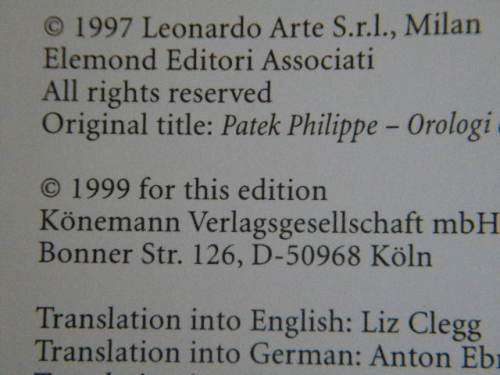 © 1997 Leonardo Arte S.r.l., Milan
Elemond Editori Associati
All rights reserved
Original title: Patek Philippe – Orologi
© 1999 for this edition
Könemann Verlagsgesellschaft mbH
Bonner Str. 126, D-50968 Köln
Translation into English: Liz Clegg
Translation into German: Anton